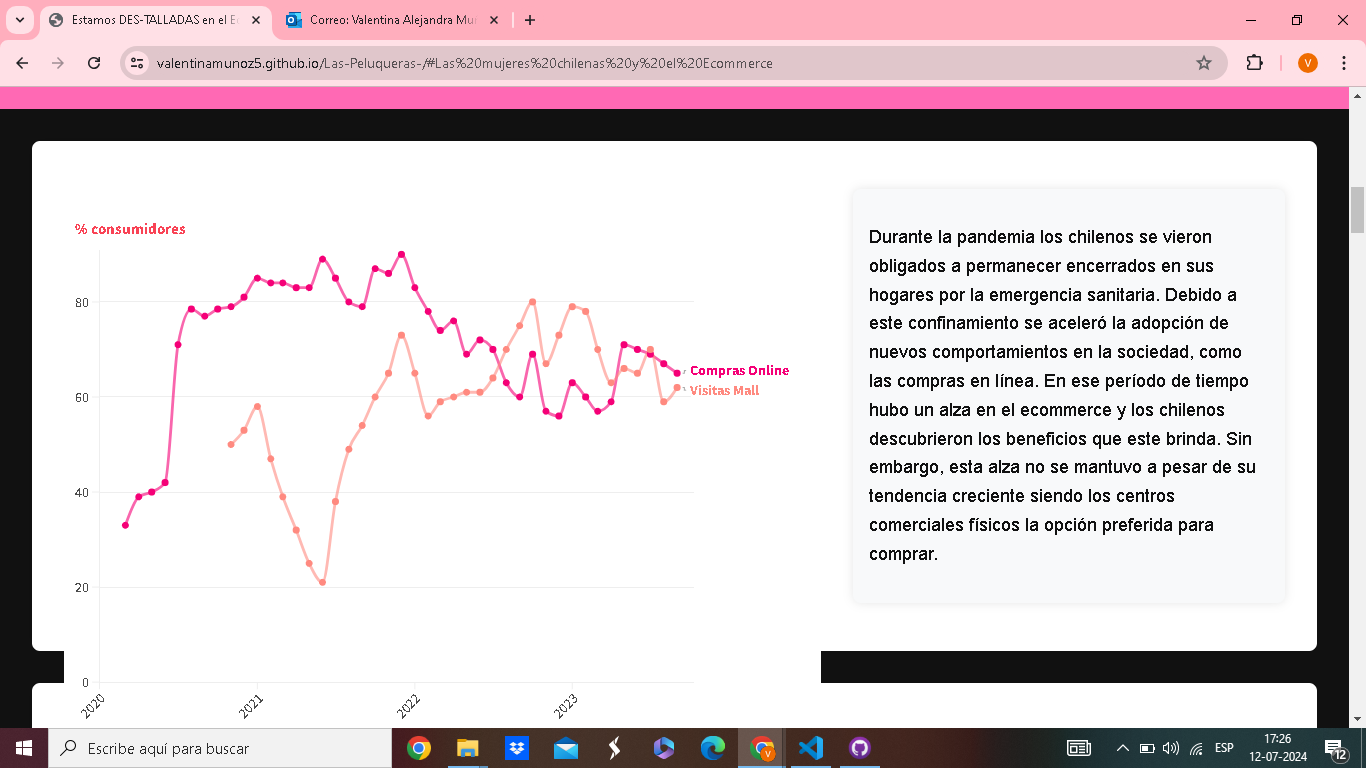 Estamos DES-TALLADAS en el Ec
Correo: Valentina Alejandra Mu
valentinamunoz5.github.io/Las-Peluqueras-/#Las%20mujeres%20chilenas%20y%20el%20Ecommerce
V
% consumidores
80
60
40
20
0
2020
2021
2022
2023
Compras Online
Visitas Mall
Durante la pandemia los chilenos se vieron
obligados a permanecer encerrados en sus
hogares por la emergencia sanitaria. Debido a
este confinamiento se aceleró la adopción de
nuevos comportamientos en la sociedad, como
las compras en línea. En ese período de tiempo
hubo un alza en el ecommerce y los chilenos
descubrieron los beneficios que este brinda. Sin
embargo, esta alza no se mantuvo a pesar de su
tendencia creciente siendo los centros
comerciales físicos la opción preferida para
comprar.
Escribe aquí para buscar
V
ESP
17:26
12-07-2024
12